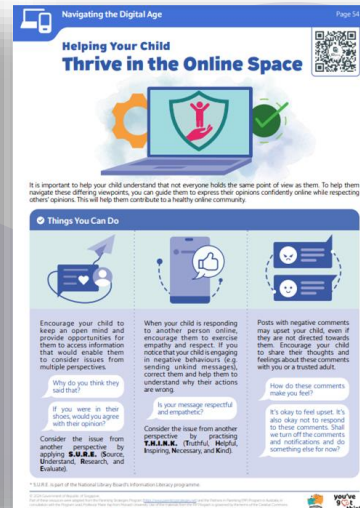 Navigating the Digital Age
Page 54
Helping Your Child
Thrive in the Online Space
It is important to help your child understand that not everyone holds the same point of view as them. To help them
navigate these differing viewpoints, you can guide them to express their opinions confidently online while respecting
others' opinions. This will help them contribute to a healthy online community.
Things You Can Do
Encourage your child to
keep an open mind and
provide opportunities for
them to access information
that would enable them
to consider issues from
multiple perspectives.
Why do you think they
said that?
If you were in their
shoes, would you agree
with their opinion?
Consider the issue from
another perspective by
applying S.U.R.E. (Source,
Understand, Research, and
Evaluate).
When your child is responding
to another person online,
encourage them to exercise
empathy and respect. If you
notice that your child is engaging
in negative behaviours (e.g.
sending unkind messages),
correct them and help them to
understand why their actions
are wrong.
Is your message respectful
and empathetic?
Consider the issue from another
perspective by practising
T.H.I.N.K. (Truthful, Helpful,
Inspiring, Necessary, and Kind).
Posts with negative comments
may upset your child, even if
they are not directed towards
them. Encourage your child
to share their thoughts and
feelings about these comments
with you or a trusted adult.
How do these comments
make you feel?
It's okay to feel upset. It's
also okay not to respond
to these comments. Shall
we turn off the comments
and notifications and do
something else for now?
* S.U.R.E. is part of the National Library Board's Information Literacy programme.
you've
got